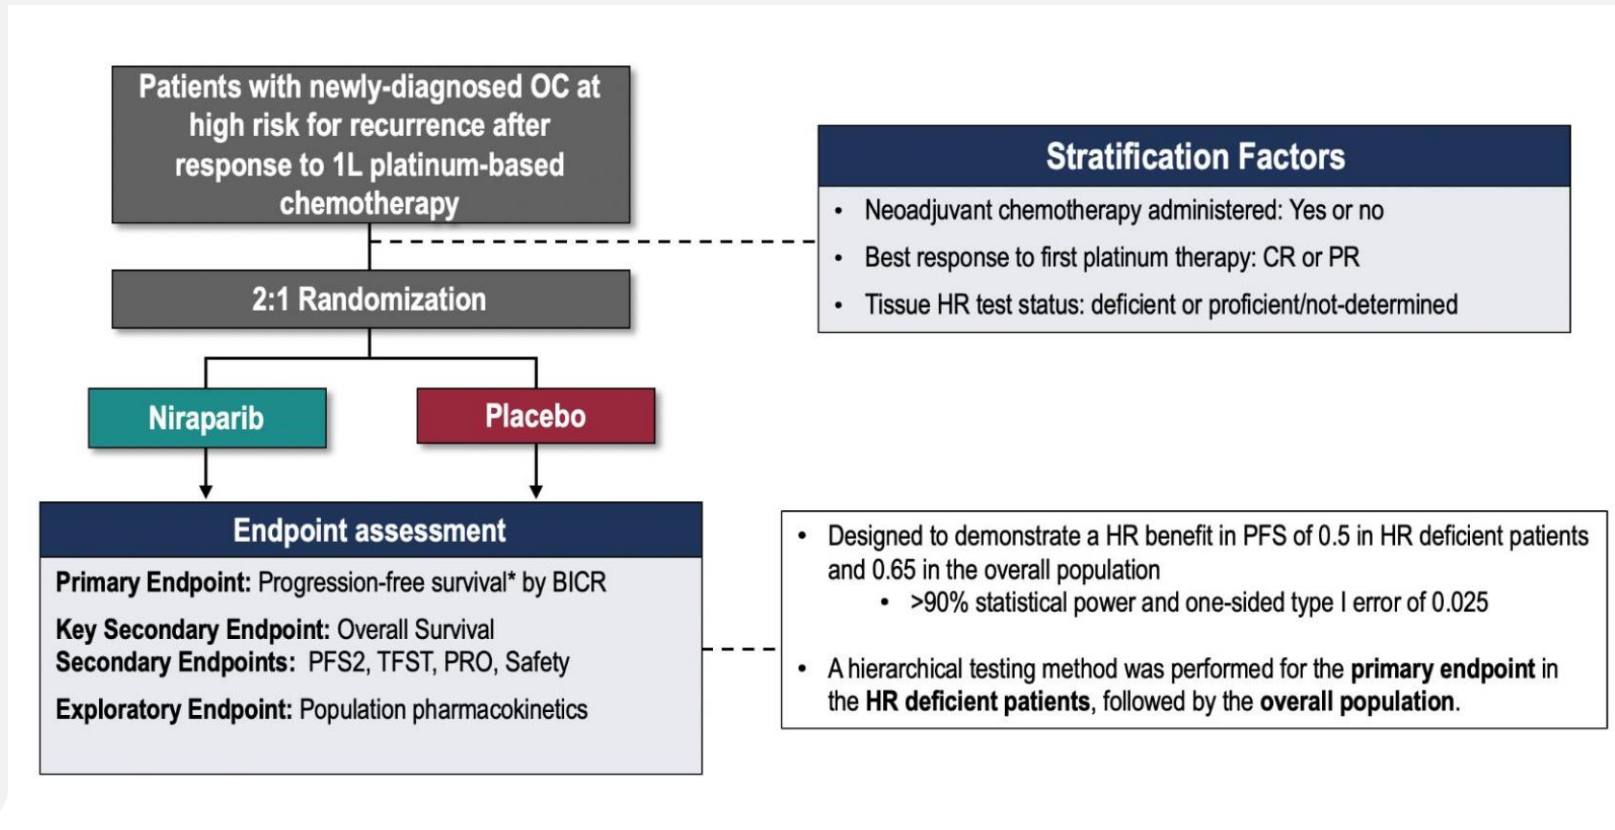 Patients with newly-diagnosed OC at
high risk for recurrence after
response to 1L platinum-based
chemotherapy
Stratification Factors
• Neoadjuvant chemotherapy administered: Yes or no
• Best response to first platinum therapy: CR or PR
• Tissue HR test status: deficient or proficient/not-determined
2:1 Randomization
Niraparib
Placebo
Endpoint assessment
Primary Endpoint: Progression-free survival* by BICR
Key Secondary Endpoint: Overall Survival
Secondary Endpoints: PFS2, TFST, PRO, Safety
Exploratory Endpoint: Population pharmacokinetics
• Designed to demonstrate a HR benefit in PFS of 0.5 in HR deficient patients
and 0.65 in the overall population
• >90% statistical power and one-sided type I error of 0.025
• A hierarchical testing method was performed for the primary endpoint in
the HR deficient patients, followed by the overall population.